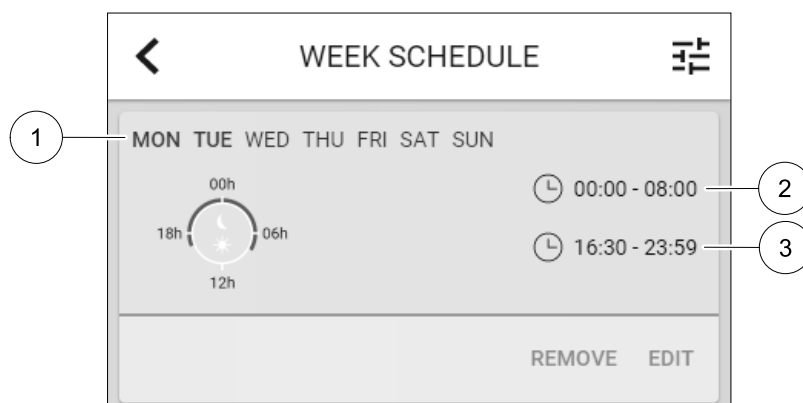 WEEK SCHEDULE
1
MON TUE WED THU FRI SAT SUN
00h
18h
06h
12h
00:00 - 08:00
2
16:30 - 23:59
3
REMOVE EDIT